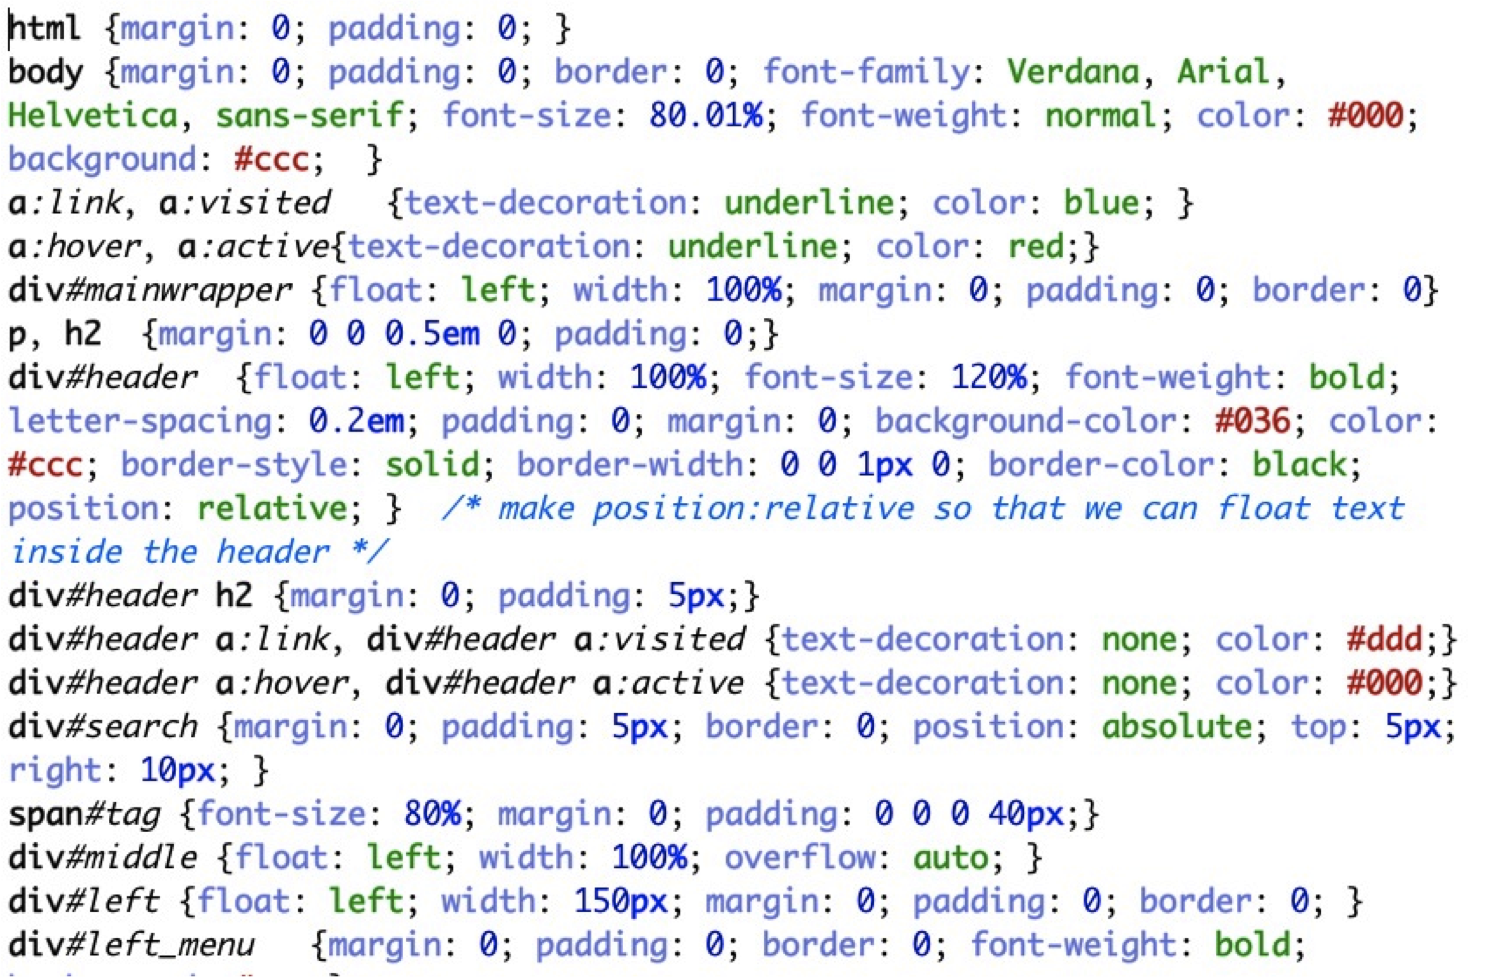 html {margin: 0; padding: 0; }
body {margin: 0; padding: 0; border: 0; font-family: Verdana, Arial,
Helvetica, sans-serif; font-size: 80.01%; font-weight: normal; color: #000;
background: #ccc;  }
a:link, a:visited   {text-decoration: underline; color: blue; }
a:hover, a:active{text-decoration: underline; color: red;}
div#mainwrapper {float: left; width: 100%; margin: 0; padding: 0; border: 0}
p, h2  {margin: 0 0 0.5em 0; padding: 0;}
div#header  {float: left; width: 100%; font-size: 120%; font-weight: bold;
letter-spacing: 0.2em; padding: 0; margin: 0; background-color: #036; color:
#ccc; border-style: solid; border-width: 0 0 1px 0; border-color: black;
position: relative; }  /* make position:relative so that we can float text
inside the header */
div#header h2 {margin: 0; padding: 5px;}
div#header a:link, div#header a:visited {text-decoration: none; color: #ddd;}
div#header a:hover, div#header a:active {text-decoration: none; color: #000;}
div#search {margin: 0; padding: 5px; border: 0; position: absolute; top: 5px;
right: 10px; }
span#tag {font-size: 80%; margin: 0; padding: 0 0 0 40px;}
div#middle {float: left; width: 100%; overflow: auto; }
div#left {float: left; width: 150px; margin: 0; padding: 0; border: 0; }
div#left_menu   {margin: 0; padding: 0; border: 0; font-weight: bold;